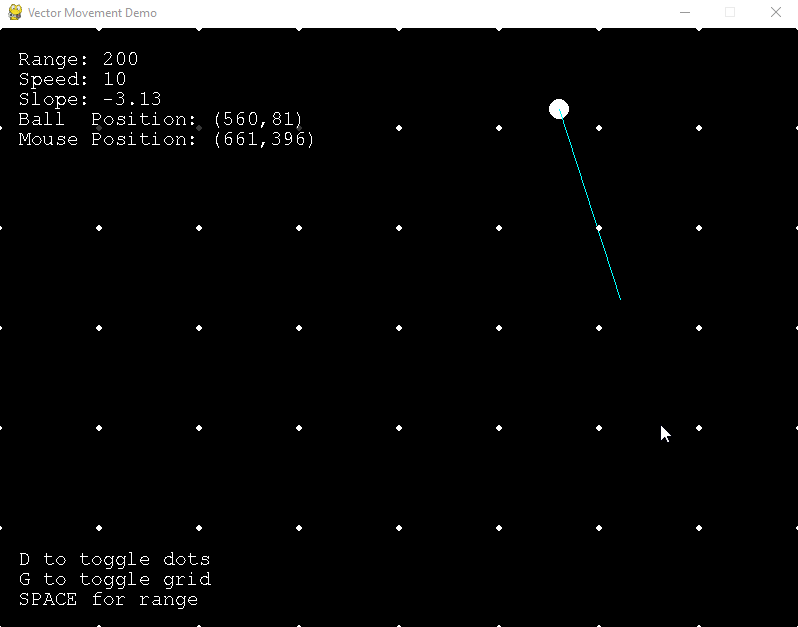 Vector Movement Demo
Range: 200
Speed: 10
Slope: -3.13
Ball  Position: (560,81)
Mouse Position: (661,396)
D to toggle dots
G to toggle grid
SPACE for range